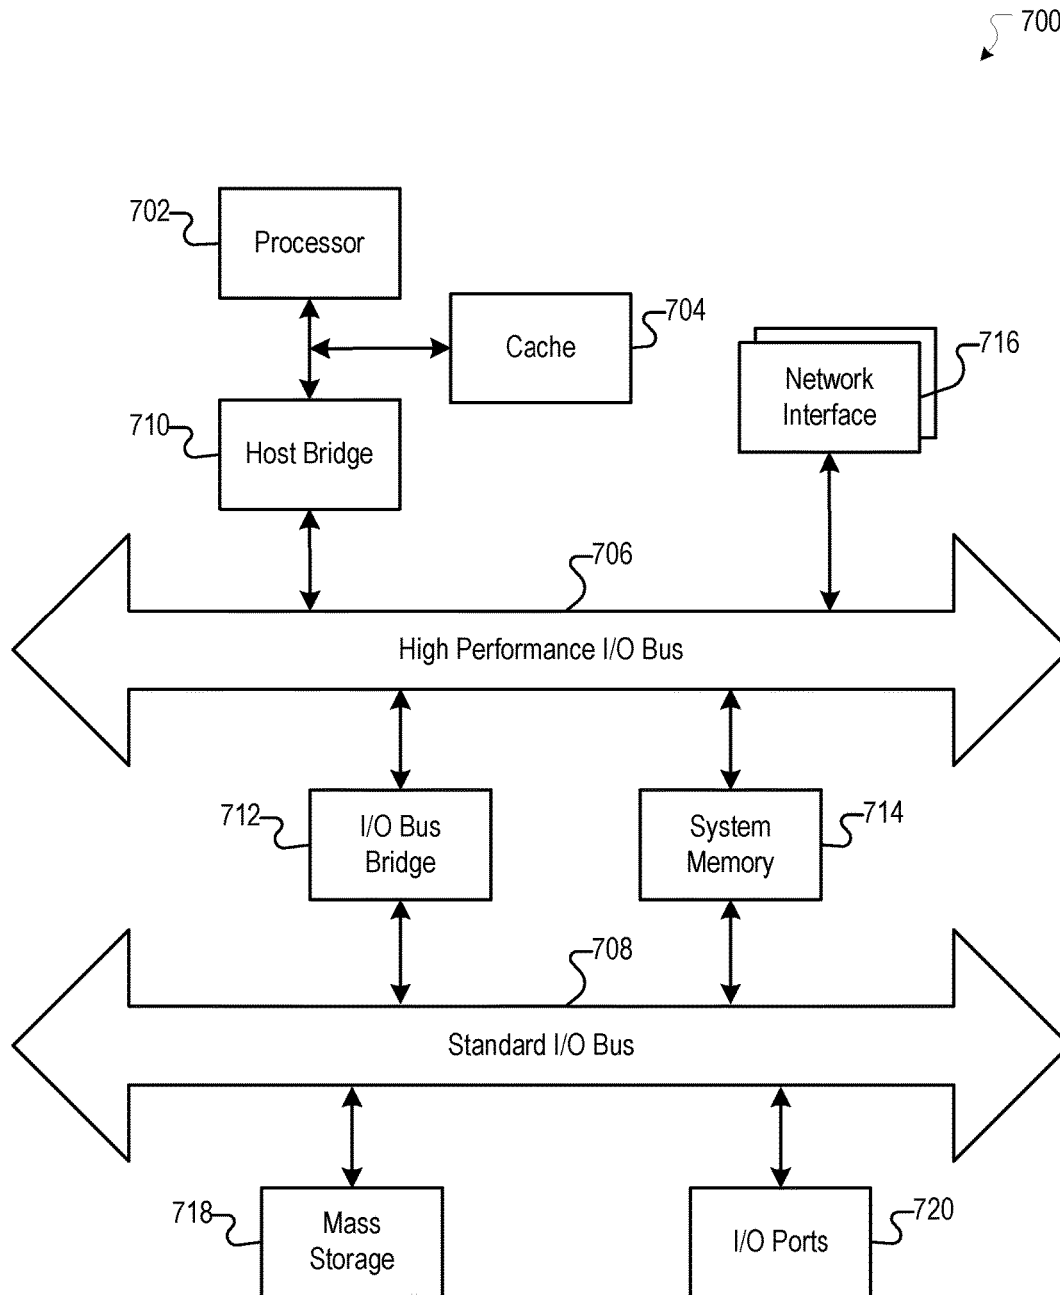 700
702
Processor
704
Cache
716
Network
Interface
710
Host Bridge
706
High Performance I/O Bus
712
I/O Bus
Bridge
System
Memory
714
708
Standard I/O Bus
718
Mass
Storage
I/O Ports
720